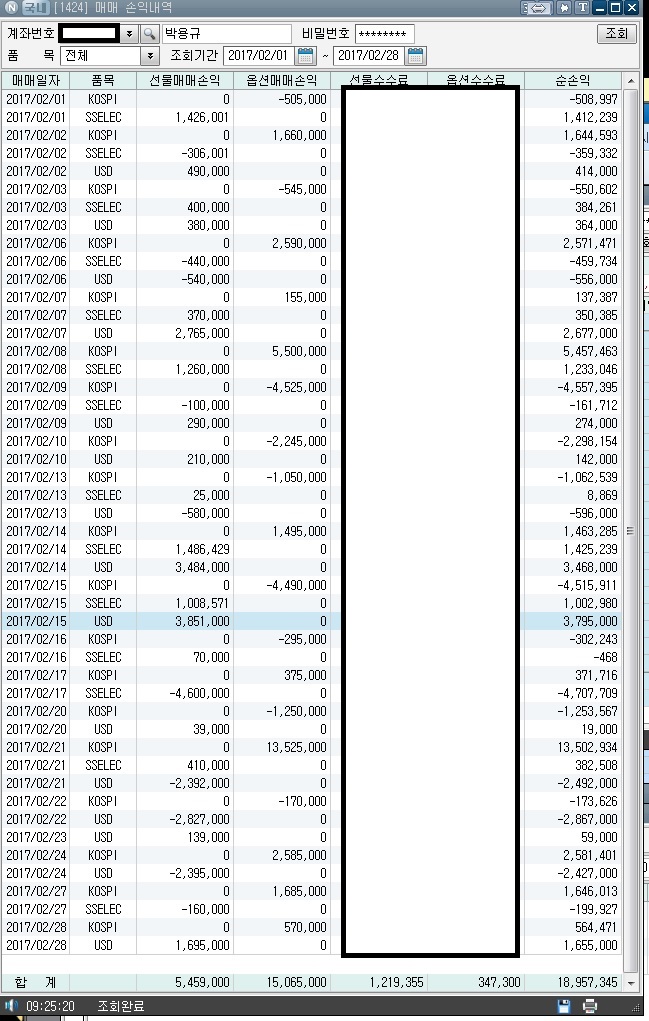 국내 [1424] 매매 손익내역
계좌번호 박용규 비밀번호 ******** 조회
품 목 전체 조회기간 2017/02/01 ~ 2017/02/28
매매일자 품목 선물매매손익 옵션매매손익 선물수수료 옵션수수료 순손익
2017/02/01 KOSPI 0 -505,000 -508,997
2017/02/01 SSELEC 1,426,001 0 1,412,239
2017/02/02 KOSPI 0 1,660,000 1,644,593
2017/02/02 SSELEC -306,001 0 -359,332
2017/02/02 USD 490,000 0 414,000
2017/02/03 KOSPI 0 -545,000 -550,602
2017/02/03 SSELEC 400,000 0 384,261
2017/02/03 USD 380,000 0 364,000
2017/02/06 KOSPI 0 2,590,000 2,571,471
2017/02/06 SSELEC -440,000 0 -459,734
2017/02/06 USD -540,000 0 -556,000
2017/02/07 KOSPI 0 155,000 137,387
2017/02/07 SSELEC 370,000 0 350,385
2017/02/07 USD 2,765,000 0 2,677,000
2017/02/08 KOSPI 0 5,500,000 5,457,463
2017/02/08 SSELEC 1,260,000 0 1,233,046
2017/02/09 KOSPI 0 -4,525,000 -4,557,395
2017/02/09 SSELEC -100,000 0 -161,712
2017/02/09 USD 290,000 0 274,000
2017/02/10 KOSPI 0 -2,245,000 -2,298,154
2017/02/10 USD 210,000 0 142,000
2017/02/13 KOSPI 0 -1,050,000 -1,062,539
2017/02/13 SSELEC 25,000 0 8,869
2017/02/13 USD -580,000 0 -596,000
2017/02/14 KOSPI 0 1,495,000 1,463,285
2017/02/14 SSELEC 1,486,429 0 1,425,239
2017/02/14 USD 3,484,000 0 3,468,000
2017/02/15 KOSPI 0 -4,490,000 -4,515,911
2017/02/15 SSELEC 1,008,571 0 1,002,980
2017/02/15 USD 3,851,000 0 3,795,000
2017/02/16 KOSPI 0 -295,000 -302,243
2017/02/16 SSELEC 70,000 0 -468
2017/02/17 KOSPI 0 375,000 371,716
2017/02/17 SSELEC -4,600,000 0 -4,707,709
2017/02/20 KOSPI 0 -1,250,000 -1,253,567
2017/02/20 USD 39,000 0 19,000
2017/02/21 KOSPI 0 13,525,000 13,502,934
2017/02/21 SSELEC 410,000 0 382,508
2017/02/21 USD -2,392,000 0 -2,492,000
2017/02/22 KOSPI 0 -170,000 -173,626
2017/02/22 USD -2,827,000 0 -2,867,000
2017/02/23 USD 139,000 0 59,000
2017/02/24 KOSPI 0 2,585,000 2,581,401
2017/02/24 USD -2,395,000 0 -2,427,000
2017/02/27 KOSPI 0 1,685,000 1,646,013
2017/02/27 SSELEC -160,000 0 -199,927
2017/02/28 KOSPI 0 570,000 564,471
2017/02/28 USD 1,695,000 0 1,655,000
합 계 5,459,000 15,065,000 1,219,355 347,300 18,957,345
09:25:20 조회완료